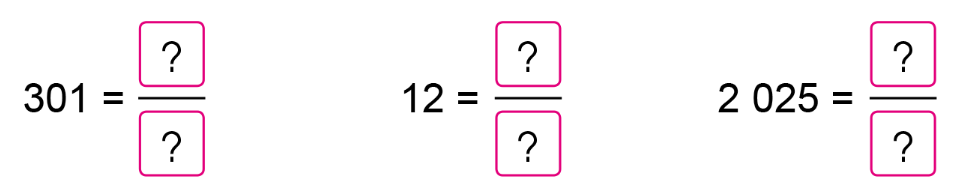 301 = ?/? 12 = ?/? 2 025 = ?/?